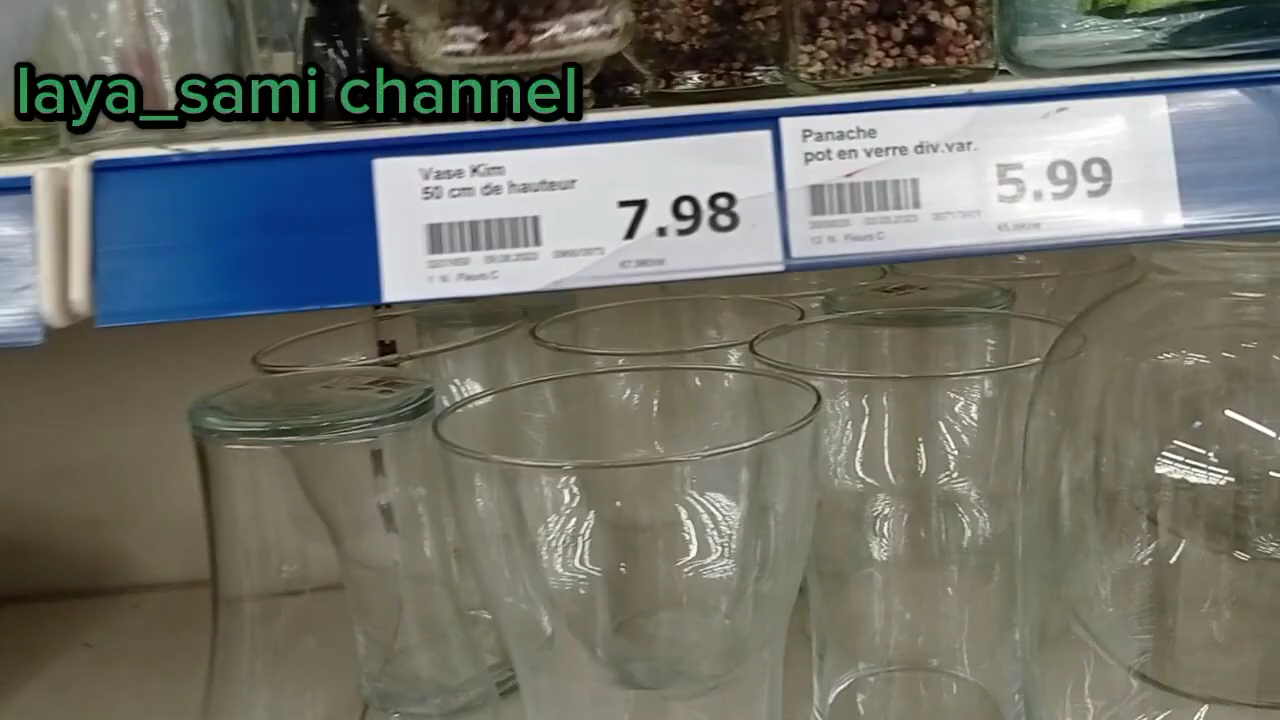 laya_sami channel
Vase Kim
50 cm de hauteur
7.98
Panache
pot en verre div.var.
5.99